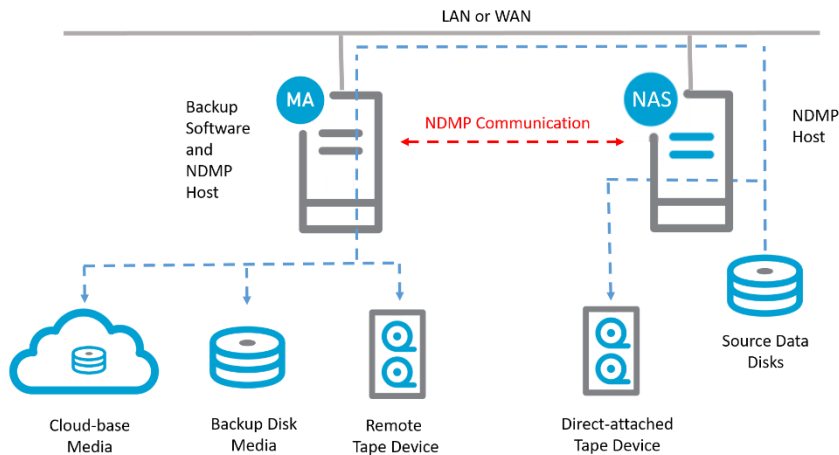 LAN or WAN
MA
Backup
Software
and
NDMP
Host
NDMP Communication
NAS
NDMP
Host
Source Data
Disks
Cloud-base
Media
Backup Disk
Media
Remote
Tape Device
Direct-attached
Tape Device